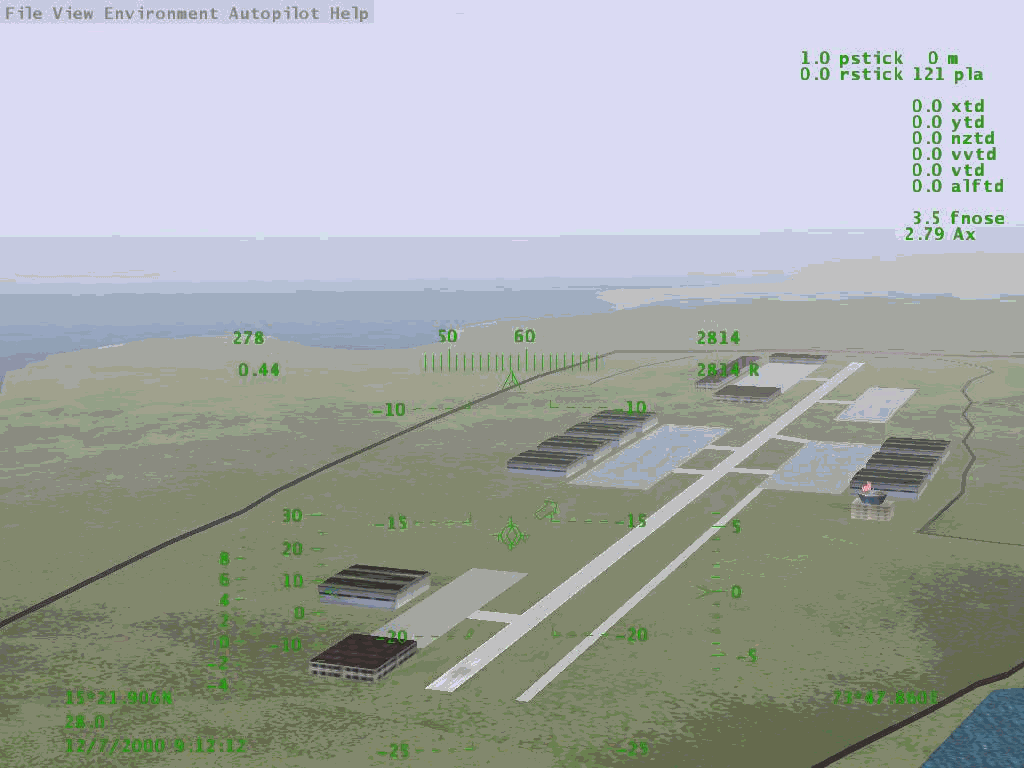 File View Environment Autopilot Help
1.0 pstick 0 m
0.0 rstick 121 pla
0.0 xtd
0.0 ytd
0.0 nztd
0.0 vvtd
0.0 vtd
0.0 alftd
3.5 fnose
2.79 Ax
278 50 60 2814
0.44 2814 R
-10 -10
30 -15 -15 5
20
8
6 10 0
4
2 0
0 -10 -20 -20
-2 -5
-4
15°21.906N 73°47.860E
28.0
12/7/2000 9:12:12
-25 -25